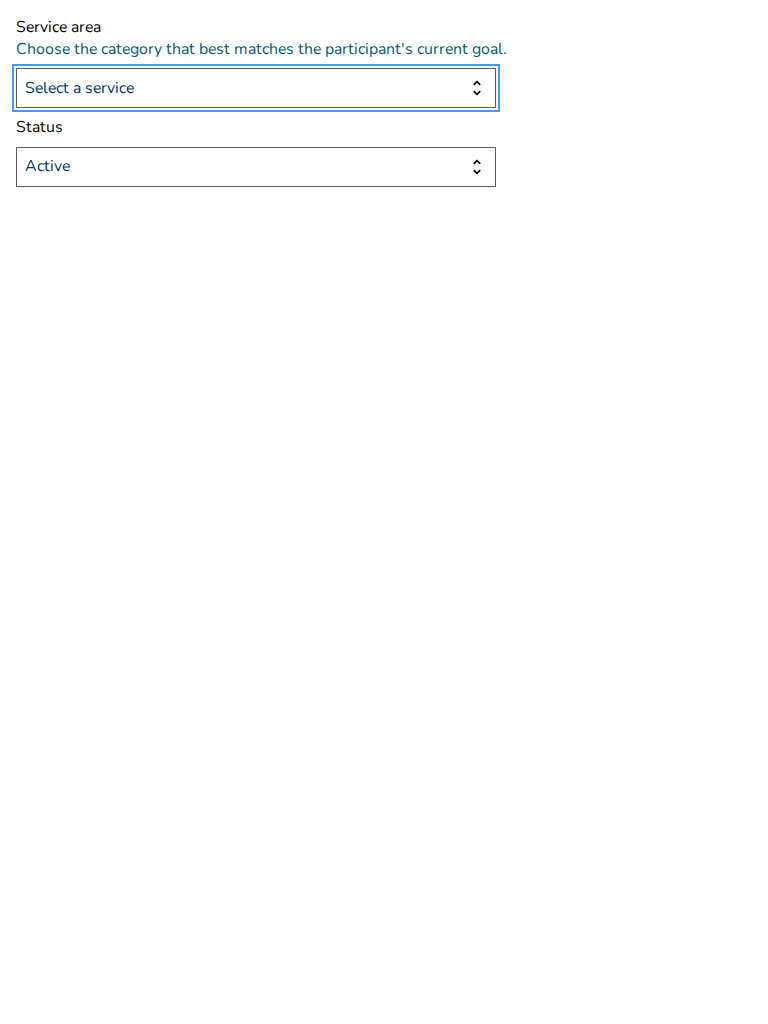 Service area
Choose the category that best matches the participant's current goal.
Select a service
Status
Active